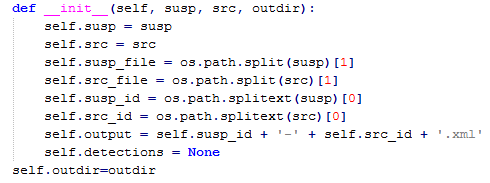 def __init__(self, susp, src, outdir):
    self.susp = susp
    self.src = src
    self.susp_file = os.path.split(susp)[1]
    self.src_file = os.path.split(src)[1]
    self.susp_id = os.path.splitext(susp)[0]
    self.src_id = os.path.splitext(src)[0]
    self.output = self.susp_id + '-' + self.src_id + '.xml'
    self.detections = None
self.outdir=outdir